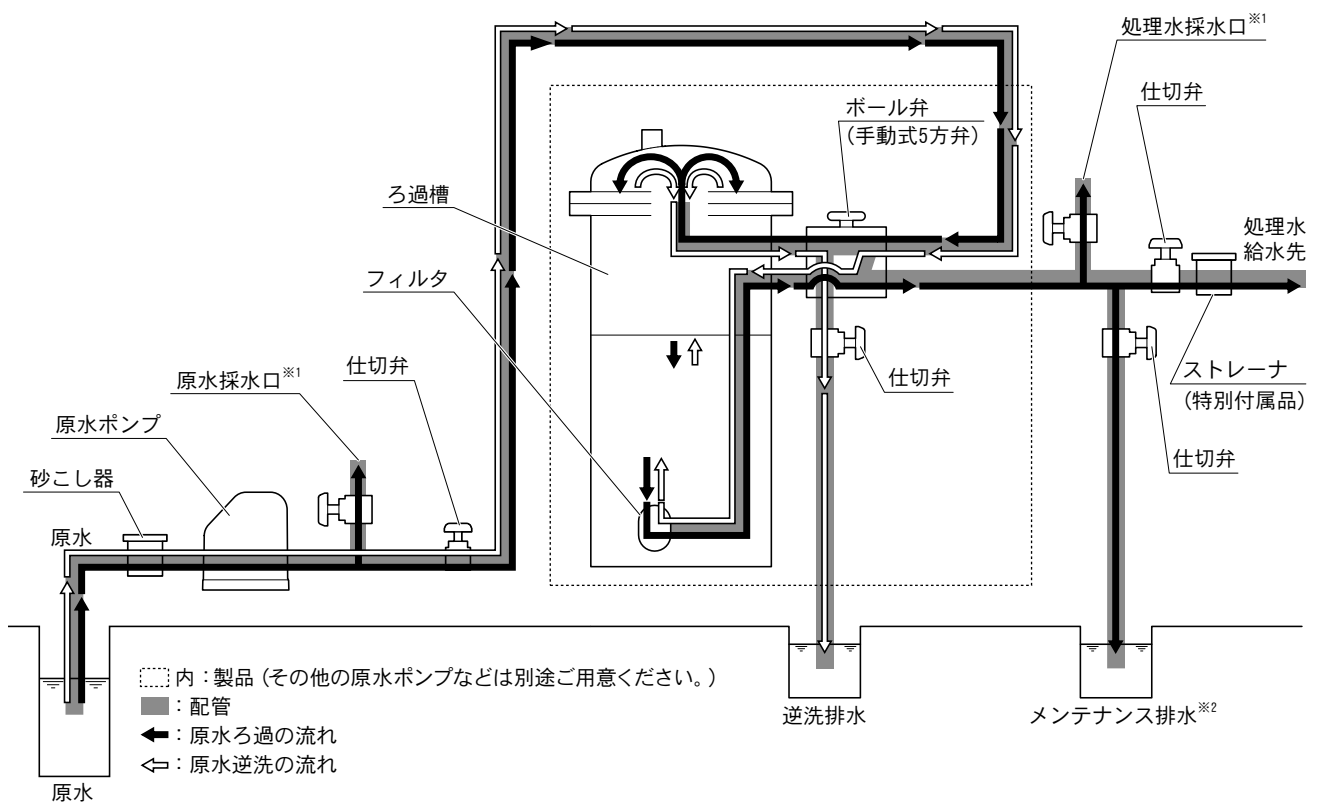 処理水採水口※1
仕切弁
ボール弁
(手動式5方弁)
ろ過槽
処理水
給水先
フィルタ
原水採水口※1
仕切弁
仕切弁
ストレーナ
(特別付属品)
原水ポンプ
仕切弁
砂こし器
原水
内：製品（その他の原水ポンプなどは別途ご用意ください。）
：配管
：原水ろ過の流れ
：原水逆洗の流れ
逆洗排水
メンテナンス排水※2
原水